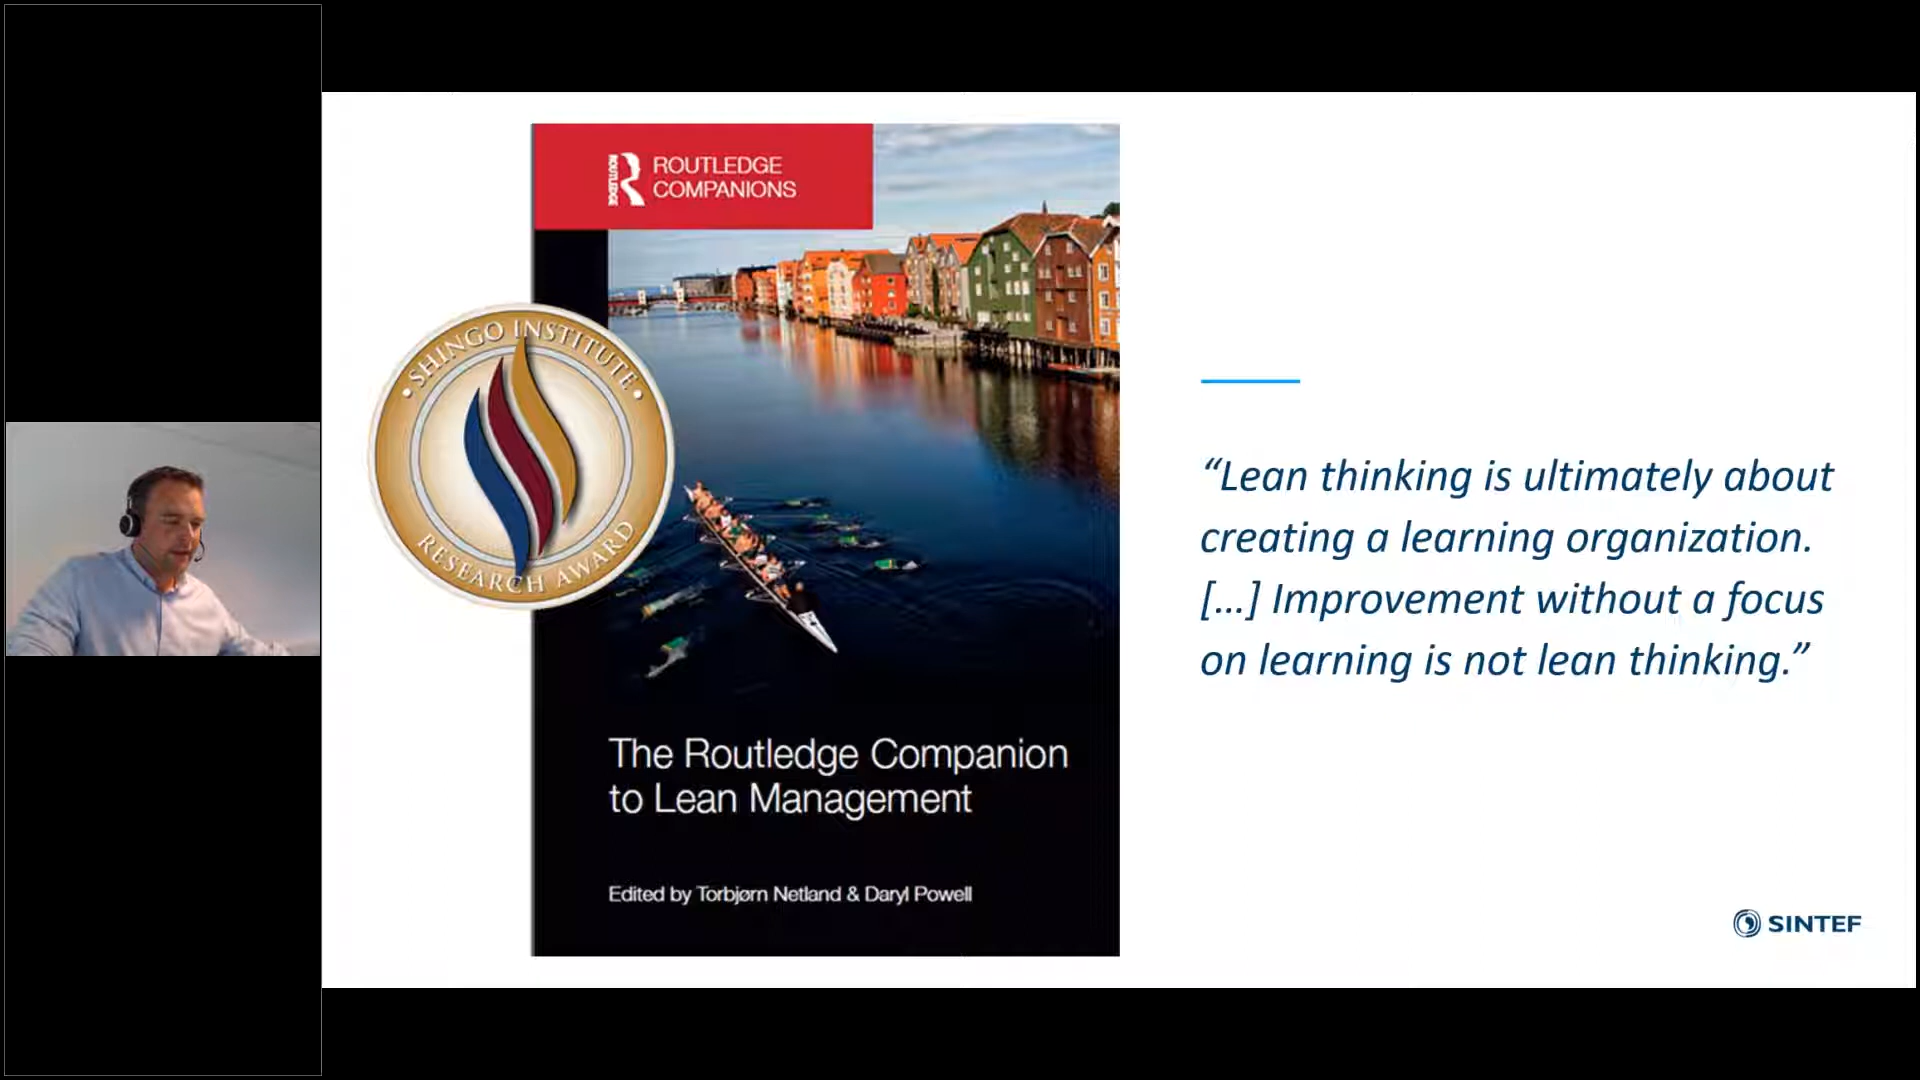 ROUTLEDGE
ROUTLEDGE
COMPANIONS
SHINGO INSTITUTE
RESEARCH AWARD
The Routledge Companion
to Lean Management
Edited by Torbjørn Netland & Daryl Powell
“Lean thinking is ultimately about
creating a learning organization.
[…] Improvement without a focus
on learning is not lean thinking.”
SINTEF